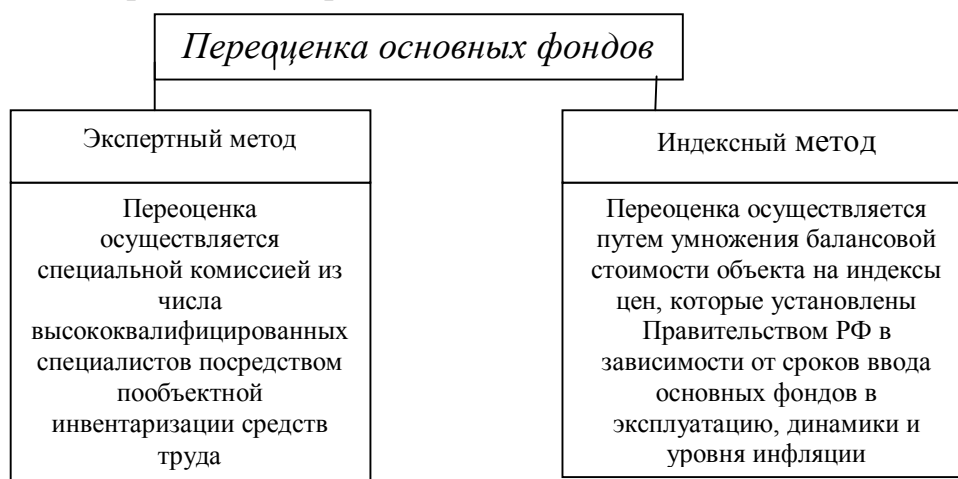 Переоценка основных фондов
Экспертный метод
Переоценка
осуществляется
специальной комиссией из
числа
высококвалифицированных
специалистов посредством
пообъектной
инвентаризации средств
труда
Индексный метод
Переоценка осуществляется
путем умножения балансовой
стоимости объекта на индексы
цен, которые установлены
Правительством РФ в
зависимости от сроков ввода
основных фондов в
эксплуатацию, динамики и
уровня инфляции